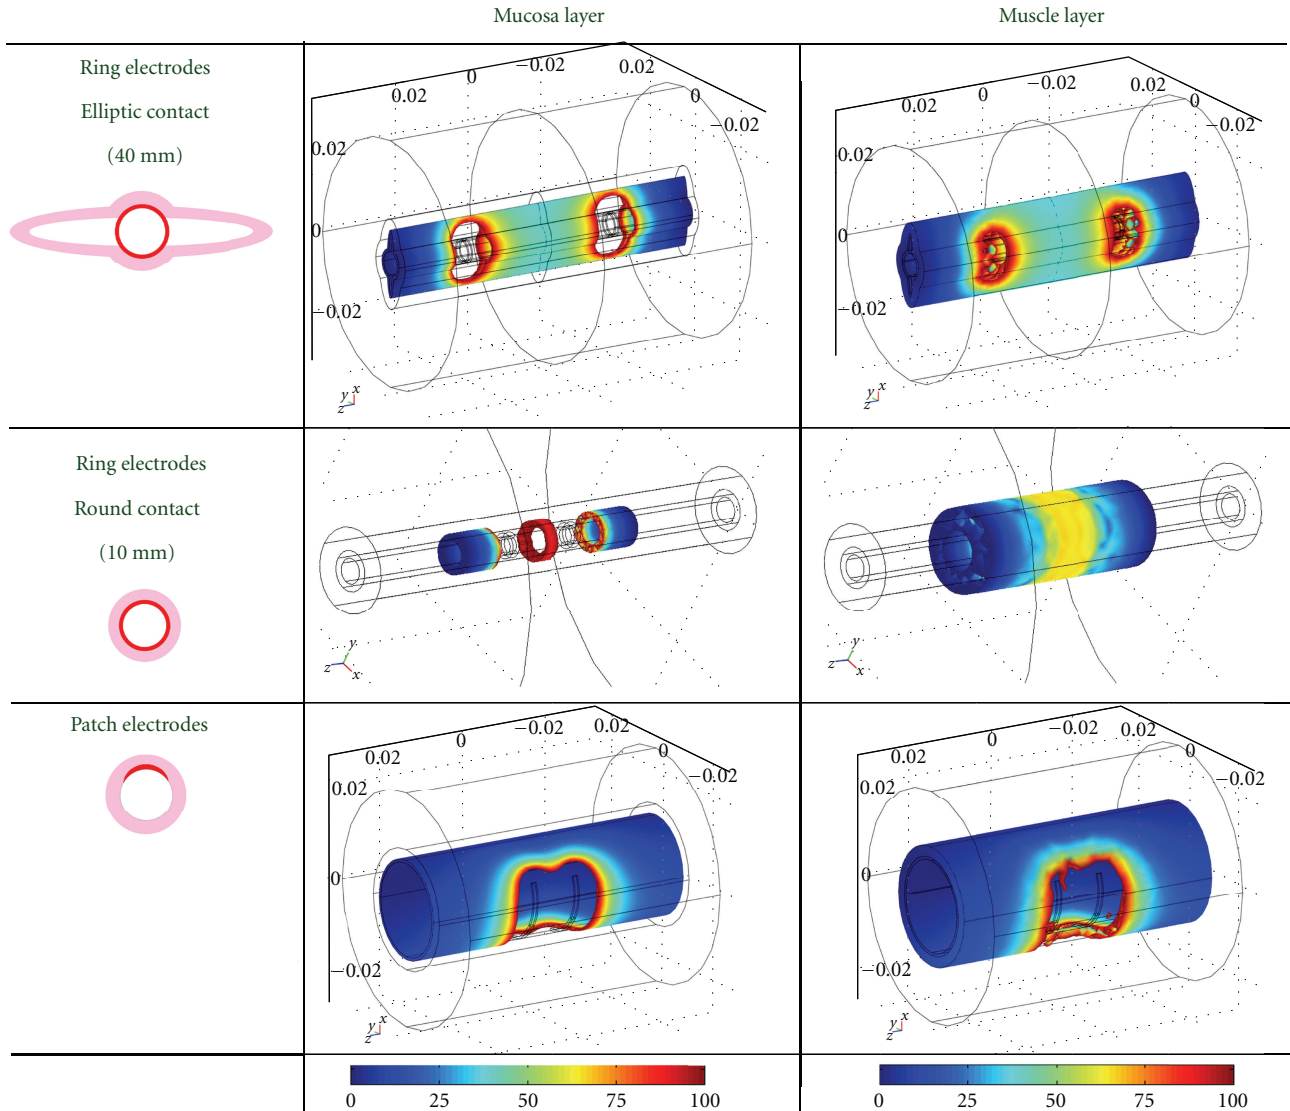 Mucosa layer
Muscle layer
Ring electrodes
Elliptic contact
(40 mm)
0.02
0
−0.02
0.02
0
−0.02
0.02
0
−0.02
y x
z
0.02
0
−0.02
0.02
0
−0.02
0.02
0
−0.02
y x
z
Ring electrodes
Round contact
(10 mm)
y
z
x
y
z
x
Patch electrodes
0.02
0
−0.02
0.02
0
−0.02
0.02
0
−0.02
y x
z
0.02
0
−0.02
0.02
0
−0.02
0.02
0
−0.02
y x
z
0 25 50 75 100
0 25 50 75 100